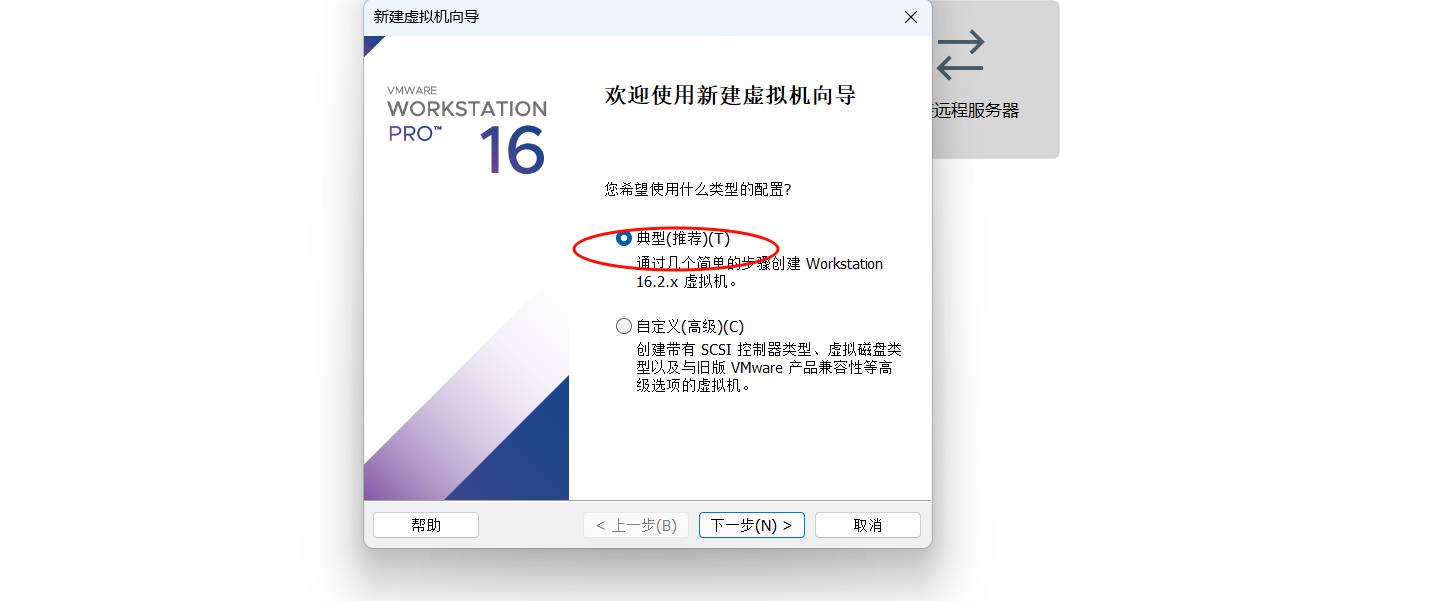 新建虚拟机向导
VMWARE
WORKSTATION
PRO™
16
欢迎使用新建虚拟机向导
远程服务器
您希望使用什么类型的配置?
典型(推荐)(T)
通过几个简单的步骤创建 Workstation
16.2.x 虚拟机。
自定义(高级)(C)
创建带有 SCSI 控制器类型、虚拟磁盘类
型以及与旧版 VMware 产品兼容性等高
级选项的虚拟机。
帮助
< 上一步(B)
下一步(N) >
取消